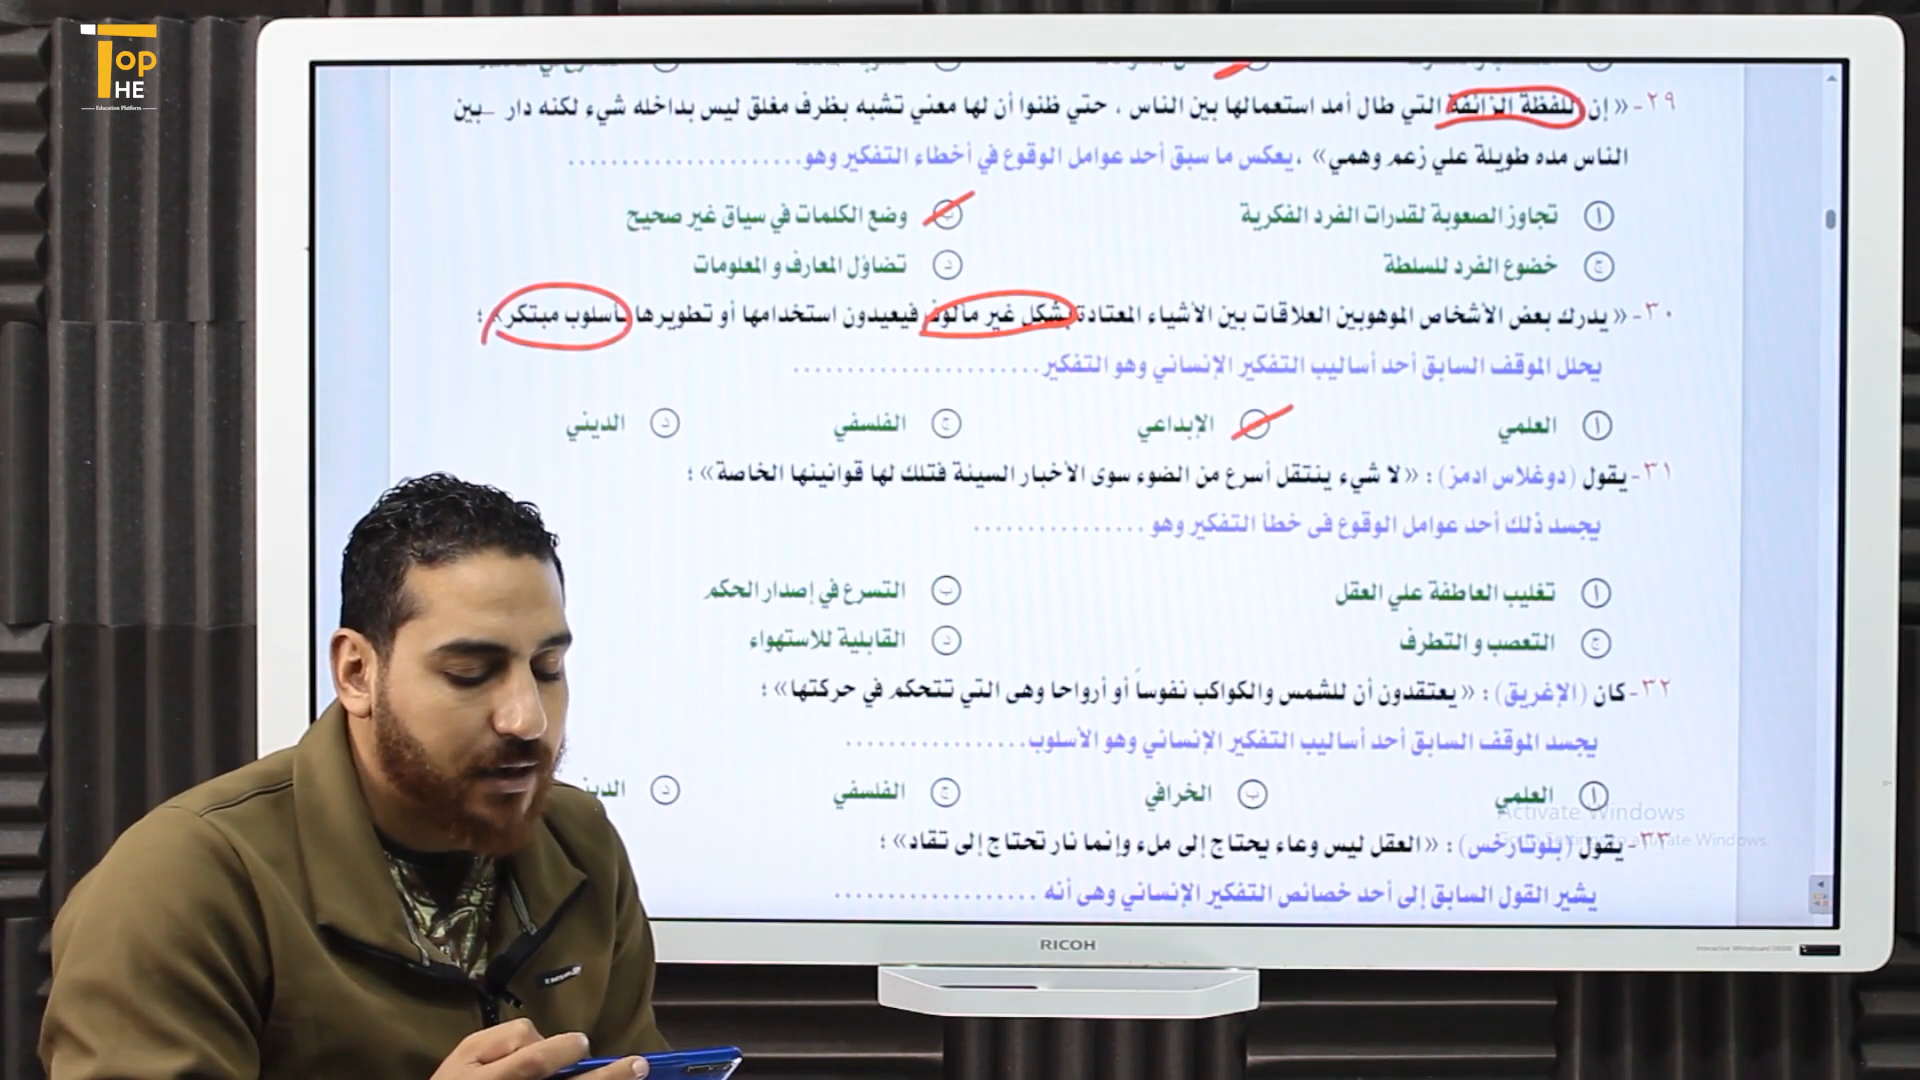 TOP
THE
Education Platform
٢٩- «إن اللفظة الزائفة التي طال أمد استعمالها بين الناس ، حتي ظنوا أن لها معني تشبه بظرف مغلق ليس بداخله شيء لكنه دار بين
الناس مده طويلة علي زعم وهمي» ،يعكس ما سبق أحد عوامل الوقوع في أخطاء التفكير وهو......................
أ تجاوز الصعوبة لقدرات الفرد الفكرية
ب وضع الكلمات في سياق غير صحيح
ج خضوع الفرد للسلطة
د تضاؤل المعارف و المعلومات
٣٠- «يدرك بعض الأشخاص الموهوبين العلاقات بين الأشياء المعتادة بشكل غير مألوف فيعيدون استخدامها أو تطويرها بأسلوب مبتكر» ؛
يحلل الموقف السابق أحد أساليب التفكير الإنساني وهو التفكير......................
أ العلمي
الإبداعي
ج الفلسفي
د الديني
٣١- يقول (دوغلاس ادمز) : «لا شيء ينتقل أسرع من الضوء سوى الأخبار السيئة فتلك لها قوانينها الخاصة» ؛
يجسد ذلك أحد عوامل الوقوع فى خطأ التفكير وهو ................
أ تغليب العاطفة علي العقل
ب التسرع في إصدار الحكم
ج التعصب و التطرف
د القابلية للاستهواء
٣٢- كان (الإغريق) : «يعتقدون أن للشمس والكواكب نفوساً أو أرواحا وهى التي تتحكم في حركتها» ؛
يجسد الموقف السابق أحد أساليب التفكير الإنساني وهو الأسلوب.................
أ العلمي
ب الخرافي
ج الفلسفي
د
Activate Windows
٣٣- يقول (بلوتارخس) : «العقل ليس وعاء يحتاج إلى ملء وإنما نار تحتاج إلى تقاد» ؛
يشير القول السابق إلى أحد خصائص التفكير الإنساني وهى أنه ...................
RICOH